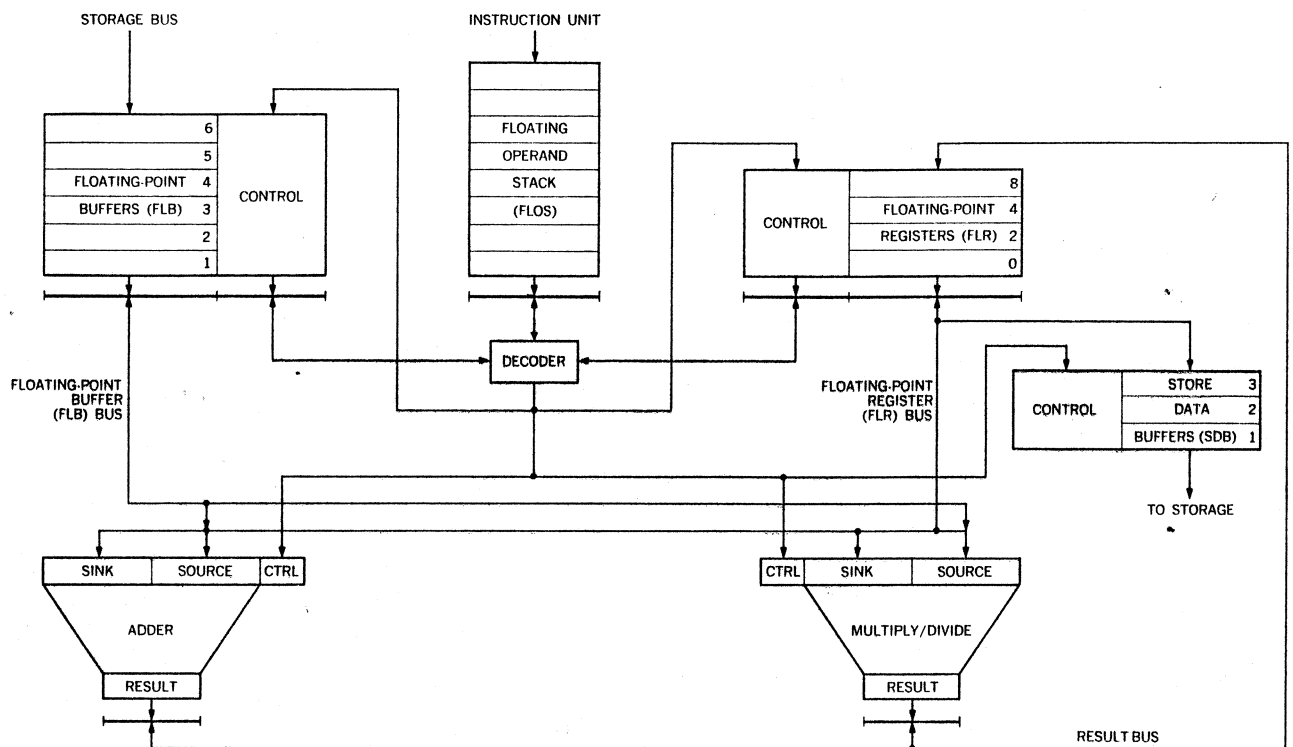 STORAGE BUS
INSTRUCTION UNIT
6
5
FLOATING-POINT 4
BUFFERS (FLB) 3
2
1
CONTROL
FLOATING
OPERAND
STACK
(FLOS)
CONTROL
8
FLOATING-POINT 4
REGISTERS (FLR) 2
0
DECODER
FLOATING-POINT
BUFFER
(FLB) BUS
FLOATING-POINT
REGISTER
(FLR) BUS
CONTROL
STORE 3
DATA 2
BUFFERS (SDB) 1
TO STORAGE
SINK
SOURCE
CTRL
ADDER
RESULT
CTRL
SINK
SOURCE
MULTIPLY/DIVIDE
RESULT
RESULT BUS